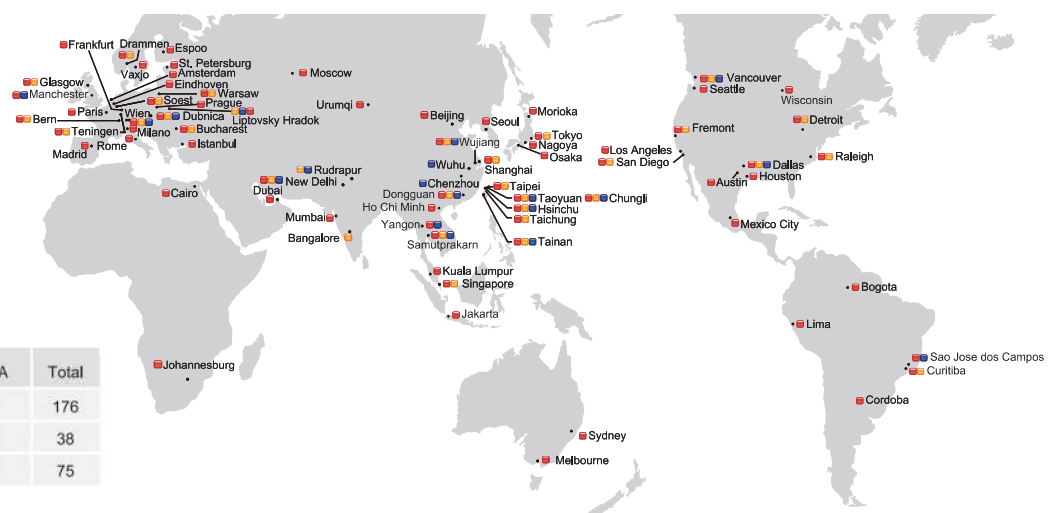 Frankfurt
Drammen
Espoo
Vaxjo
St. Petersburg
Amsterdam
Eindhoven
Glasgow
Manchester
Warsaw
Soest
Prague
Paris
Wien
Dubnica
Liptovsky Hradok
Bern
Teningen
Milano
Bucharest
Madrid
Rome
Istanbul
Moscow
Urumqi
Beijing
Seoul
Morioka
Tokyo
Nagoya
Osaka
Wujiang
Wuhu
Shanghai
Rudrapur
New Delhi
Chenzhou
Dongguan
Taipei
Cairo
Dubai
Ho Chi Minh
Taoyuan
Chungli
Hsinchu
Taichung
Mumbai
Yangon
Bangalore
Samutprakarn
Tainan
Kuala Lumpur
Singapore
Jakarta
Johannesburg
Sydney
Melbourne
Vancouver
Seattle
Wisconsin
Detroit
Fremont
Los Angeles
San Diego
Raleigh
Dallas
Houston
Austin
Mexico City
Bogota
Lima
Sao Jose dos Campos
Curitiba
Cordoba
A Total
176
38
75